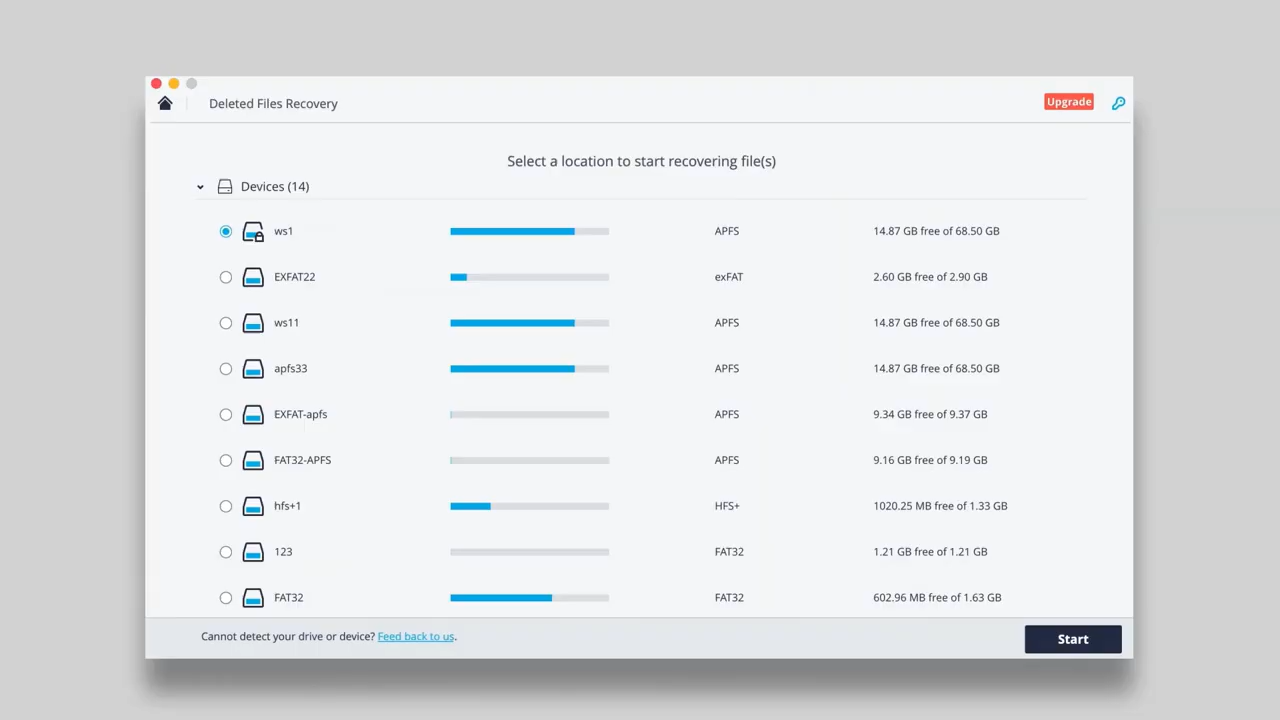 Deleted Files Recovery
Upgrade
Select a location to start recovering file(s)
Devices (14)
ws1 APFS 14.87 GB free of 68.50 GB
EXFAT22 exFAT 2.60 GB free of 2.90 GB
ws11 APFS 14.87 GB free of 68.50 GB
apfs33 APFS 14.87 GB free of 68.50 GB
EXFAT-apfs APFS 9.34 GB free of 9.37 GB
FAT32-APFS APFS 9.16 GB free of 9.19 GB
hfs+1 HFS+ 1020.25 MB free of 1.33 GB
123 FAT32 1.21 GB free of 1.21 GB
FAT32 FAT32 602.96 MB free of 1.63 GB
Cannot detect your drive or device? Feed back to us.
Start